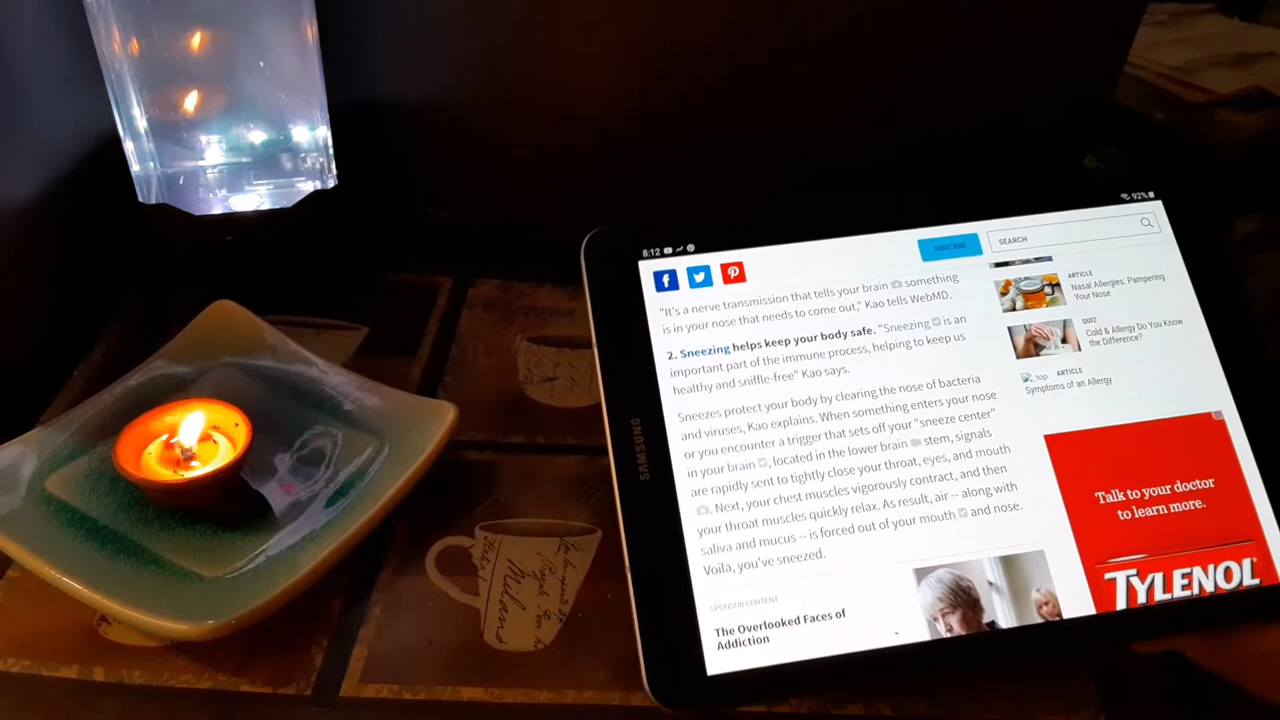 8:12
92%
SUBSCRIBE
SEARCH
"It's a nerve transmission that tells your brain something
is in your nose that needs to come out," Kao tells WebMD.
2. Sneezing helps keep your body safe. "Sneezing is an
important part of the immune process, helping to keep us
healthy and sniffle-free" Kao says.
Sneezes protect your body by clearing the nose of bacteria
and viruses, Kao explains. When something enters your nose
or you encounter a trigger that sets off your "sneeze center"
in your brain , located in the lower brain stem, signals
are rapidly sent to tightly close your throat, eyes, and mouth
. Next, your chest muscles vigorously contract, and then
your throat muscles quickly relax. As result, air -- along with
saliva and mucus -- is forced out of your mouth and nose.
Voila, you've sneezed.
SPONSOR CONTENT
The Overlooked Faces of
Addiction
ARTICLE
Nasal Allergies: Pampering
Your Nose
QUIZ
Cold & Allergy Do You Know
the Difference?
_top
ARTICLE
Symptoms of an Allergy
Talk to your doctor
to learn more.
TYLENOL
SAMSUNG
Milano